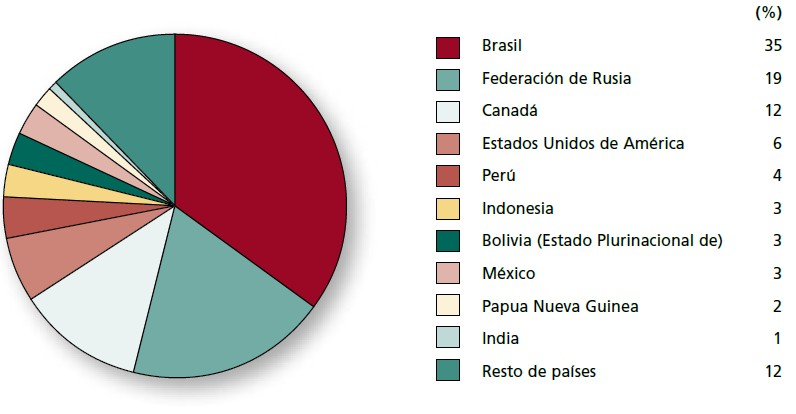 (%)
Brasil 35
Federación de Rusia 19
Canadá 12
Estados Unidos de América 6
Perú 4
Indonesia 3
Bolivia (Estado Plurinacional de) 3
México 3
Papua Nueva Guinea 2
India 1
Resto de países 12